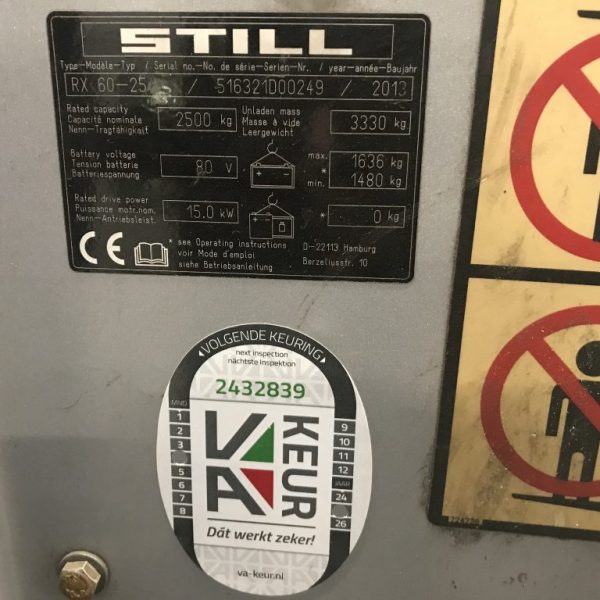 STILL
Type-Modèle-Typ / Serial no.-No. de série-Serien-Nr. / year-année-Baujahr
RX 60-25 / 516321D00249 / 2013
Rated capacity
Capacité nominale
Nenn-Tragfähigkeit
2500 kg
Unladen mass
Masse à vide
Leergewicht
3330 kg
Battery voltage
Tension batterie
Batteriespannung
80 V
max. 1636 kg
*
min. 1480 kg
Rated drive power
Puissance motr.nom.
Nenn-Antriebsleist.
15.0 kW
* 0 kg
CE
* see Operating instructions
voir Mode d'emploi
siehe Betriebsanleitung
D-22113 Hamburg
Berzeliusstr. 10
VOLGENDE KEURING
next inspection
nächste Inspektion
2432839
MND
1
2
3
5
6
7
8
VA
KEUR
9
10
11
12
JAAR
24
26
Dát werkt zeker!
va-keur.nl